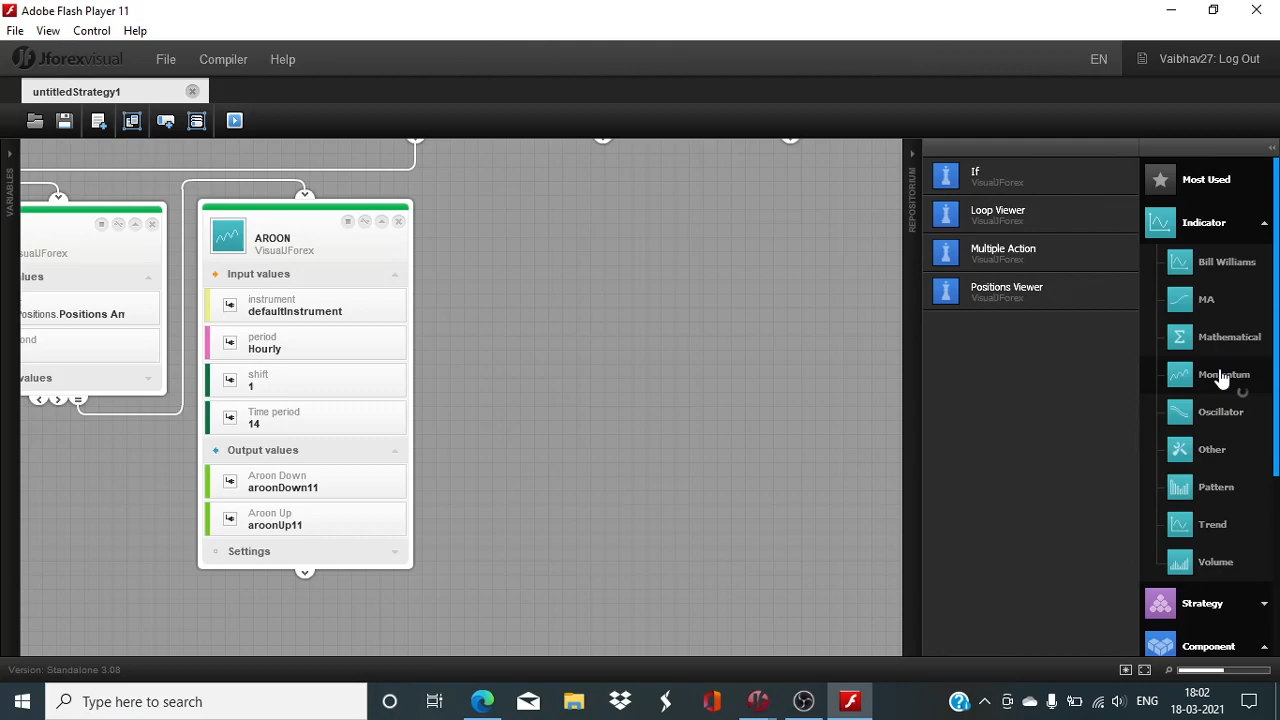 Adobe Flash Player 11
File View Control Help
Jforexvisual File Compiler Help EN Vaibhav27: Log Out
untitledStrategy1
VARIABLES
sualJForex
lues
ositions.Positions Am
ond
values
AROON
VisualJForex
Input values
instrument
defaultInstrument
period
Hourly
shift
1
Time period
14
Output values
Aroon Down
aroonDown11
Aroon Up
aroonUp11
Settings
REPOSITORIUM
If
VisualJForex
Loop Viewer
VisualJForex
Multiple Action
VisualJForex
Positions Viewer
VisualJForex
Most Used
Indicator
Bill Williams
MA
Mathematical
Momentum
Oscillator
Other
Pattern
Trend
Volume
Strategy
Component
Version: Standalone 3.08
Type here to search
ENG
18:02
18-03-2021